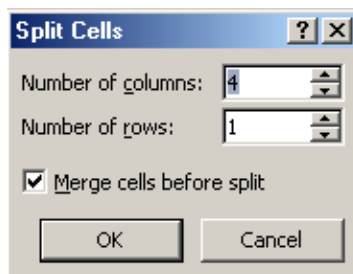 Split Cells ?
Number of columns: 4
Number of rows: 1
Merge cells before split
OK Cancel